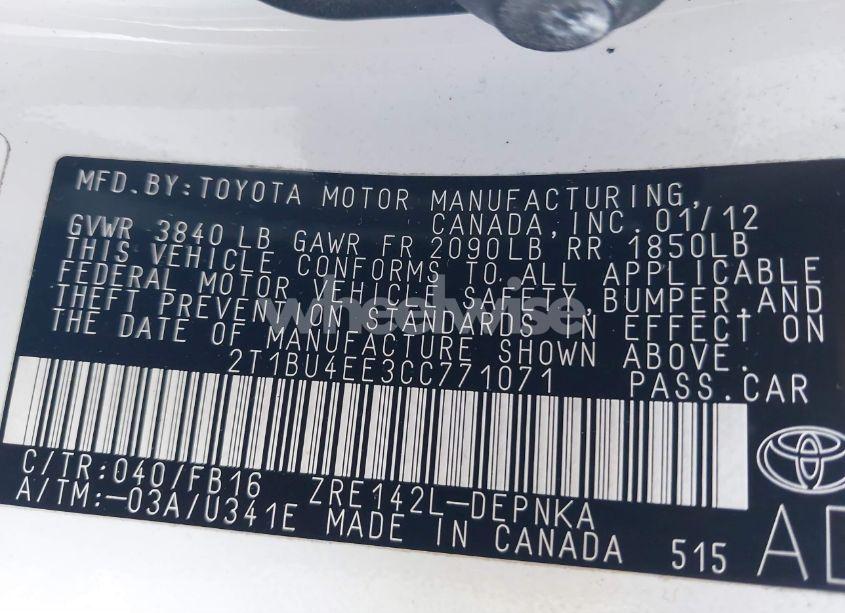 MFD.BY:TOYOTA MOTOR MANUFACTURING,
CANADA,INC.01/12
GVWR 3840 LB GAWR FR 2090LB RR 1850LB
THIS VEHICLE CONFORMS TO ALL APPLICABLE
FEDERAL MOTOR VEHICLE SAFETY,BUMPER,AND
THEFT PREVENTION STANDARDS IN EFFECT ON
THE DATE OF MANUFACTURE SHOWN ABOVE.
2T1BU4EE3CC771071 PASS.CAR
C/TR:040/FB16 ZRE142L-DEPNKA
A/TM:-03A/U341E MADE IN CANADA 515
wheelwise